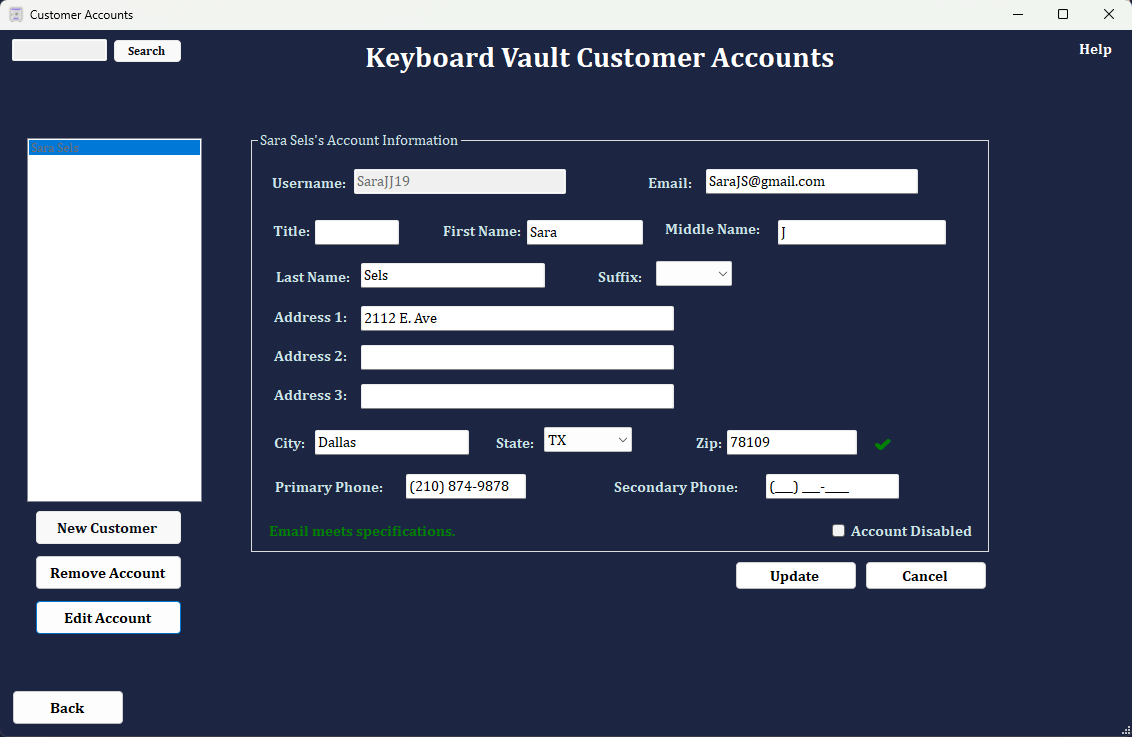 Customer Accounts
Search
Keyboard Vault Customer Accounts
Help
Sara Sels
Sara Sels's Account Information
Username: SaraJJ19 Email: SaraJS@gmail.com
Title: First Name: Sara Middle Name: J
Last Name: Sels Suffix:
Address 1: 2112 E. Ave
Address 2:
Address 3:
City: Dallas State: TX Zip: 78109
Primary Phone: (210) 874-9878 Secondary Phone: (___) ___-____
Email meets specifications. Account Disabled
New Customer
Remove Account
Edit Account
Update Cancel
Back